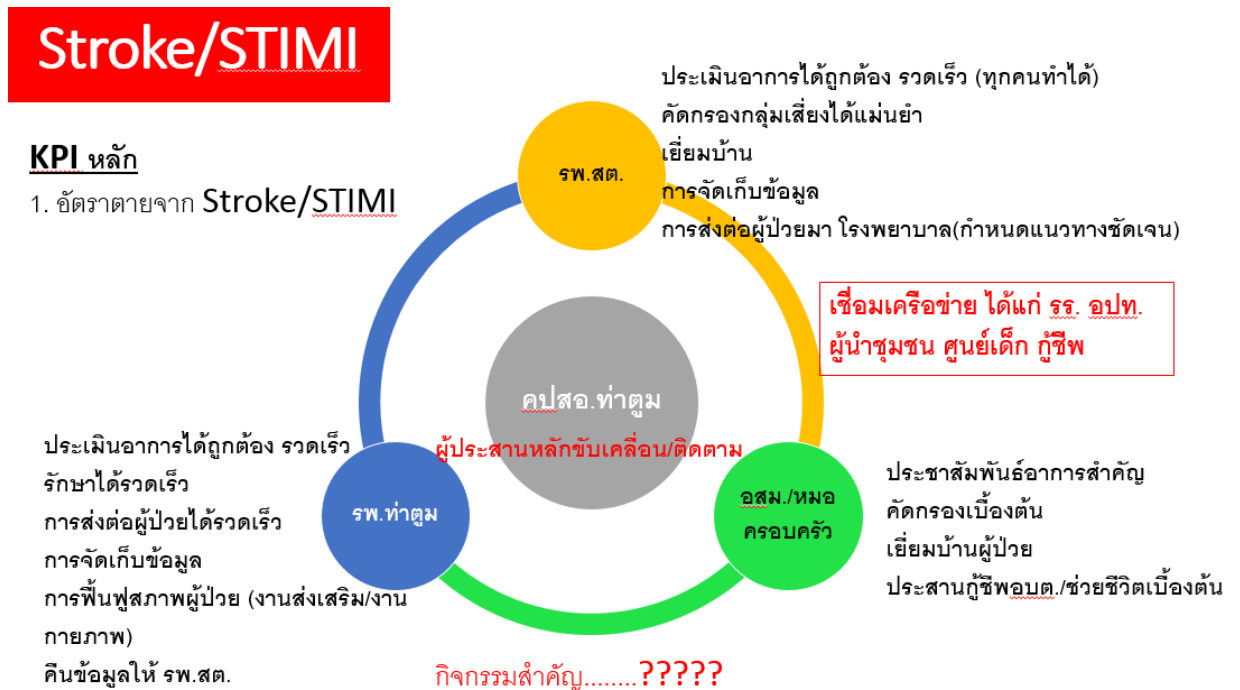 Stroke/STIMI
KPI หลัก
1. อัตราตายจาก Stroke/STIMI
รพ.สต.
ประเมินอาการได้ถูกต้อง รวดเร็ว (ทุกคนทำได้)
คัดกรองกลุ่มเสี่ยงได้แม่นยำ
เยี่ยมบ้าน
การจัดเก็บข้อมูล
การส่งต่อผู้ป่วยมา โรงพยาบาล(กำหนดแนวทางชัดเจน)
เชื่อมเครือข่าย ได้แก่ รร. อปท.
ผู้นำชุมชน ศูนย์เด็ก กู้ชีพ
คปสอ.ท่าตูม
ผู้ประสานหลักขับเคลื่อน/ติดตาม
รพ.ท่าตูม
ประเมินอาการได้ถูกต้อง รวดเร็ว
รักษาได้รวดเร็ว
การส่งต่อผู้ป่วยได้รวดเร็ว
การจัดเก็บข้อมูล
การฟื้นฟูสภาพผู้ป่วย (งานส่งเสริม/งาน
กายภาพ)
คืนข้อมูลให้ รพ.สต.
อสม./หมอ
ครอบครัว
ประชาสัมพันธ์อาการสำคัญ
คัดกรองเบื้องต้น
เยี่ยมบ้านผู้ป่วย
ประสานกู้ชีพอบต./ช่วยชีวิตเบื้องต้น
กิจกรรมสำคัญ........?????